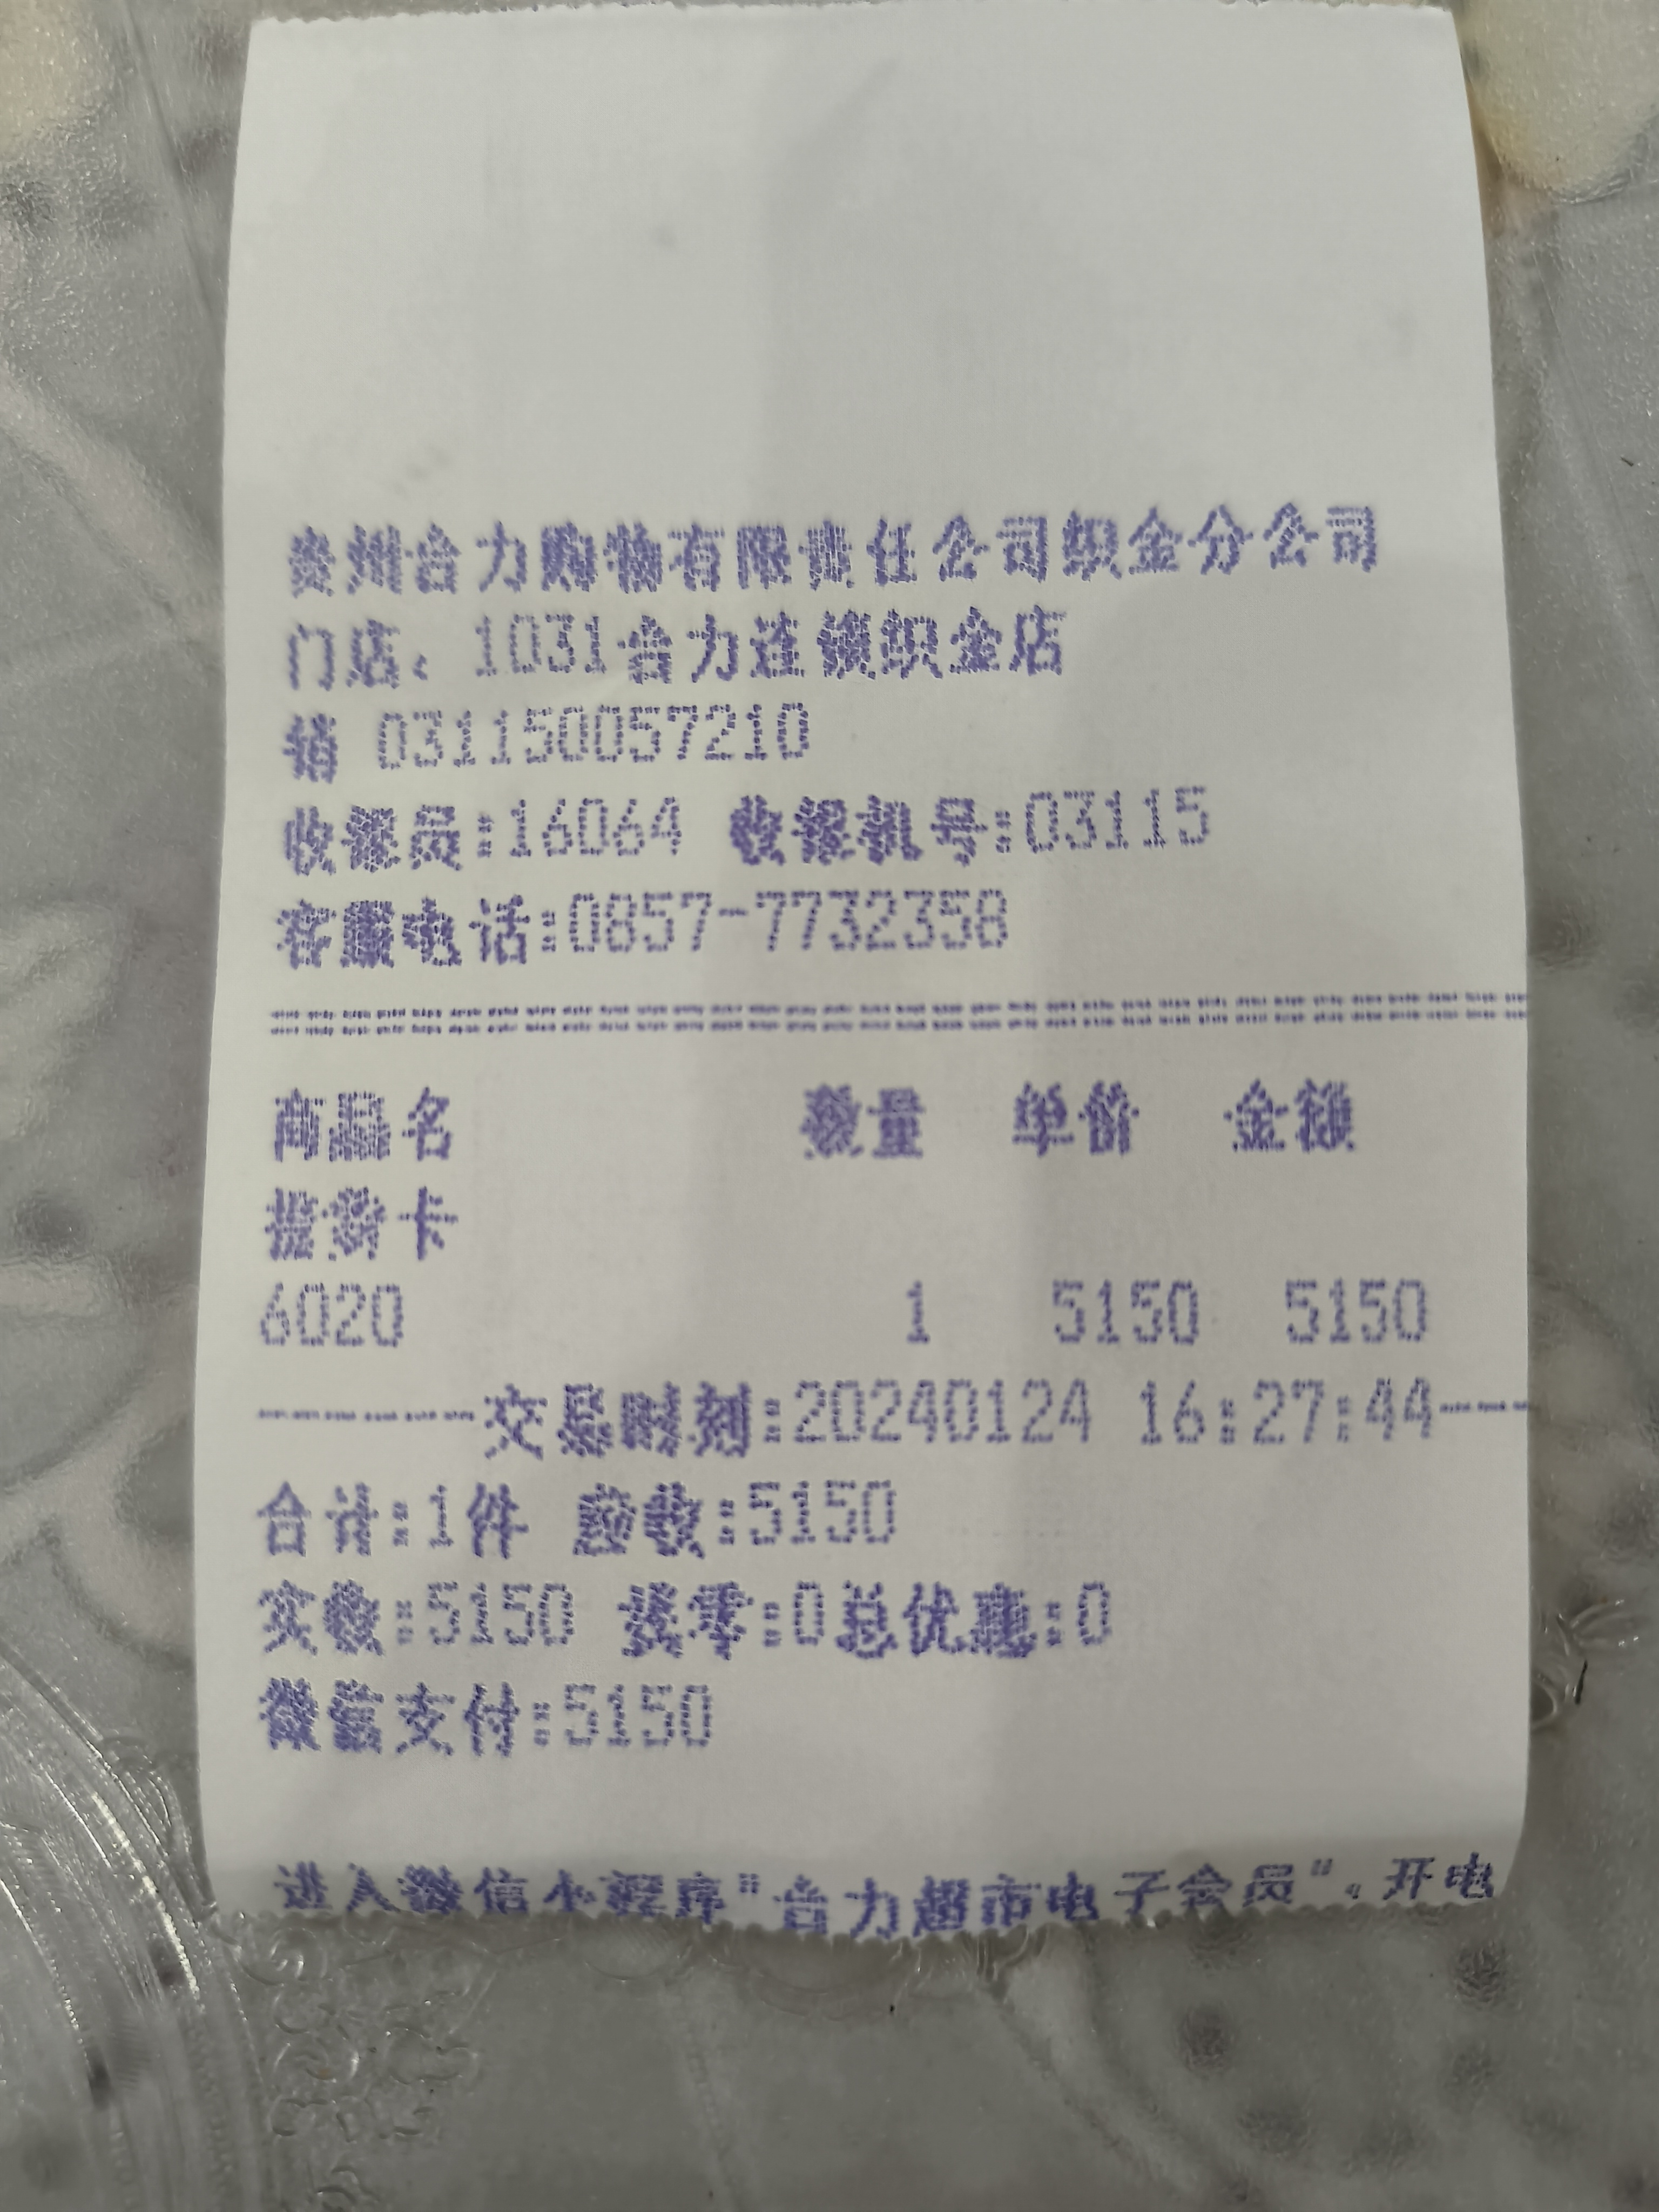 贵州合力购物有限责任公司织金分公司
门店：1031合力连锁织金店
031150057210
收银员:16064 收银机号:03115
客服电话:0857-7732358
商品名 数量 单价 金额
提货卡
6020 1 5150 5150
交易时刻:20240124 16:27:44
合计:1件 应收:5150
实收:5150 找零:0总优惠:0
微信支付:5150
进入微信小程序"合力超市电子会员"，开电